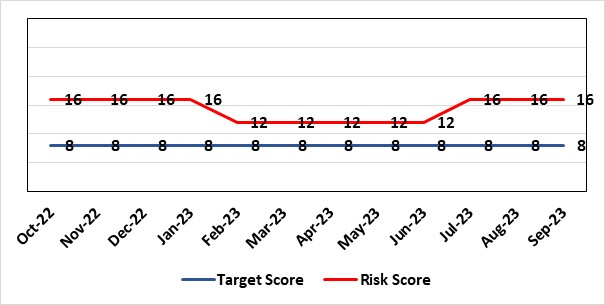 16 16 16 16 12 12 12 12 12 16 16 16
8 8 8 8 8 8 8 8 8 8 8 8
Oct-22 Nov-22 Dec-22 Jan-23 Feb-23 Mar-23 Apr-23 May-23 Jun-23 Jul-23 Aug-23 Sep-23
Target Score Risk Score